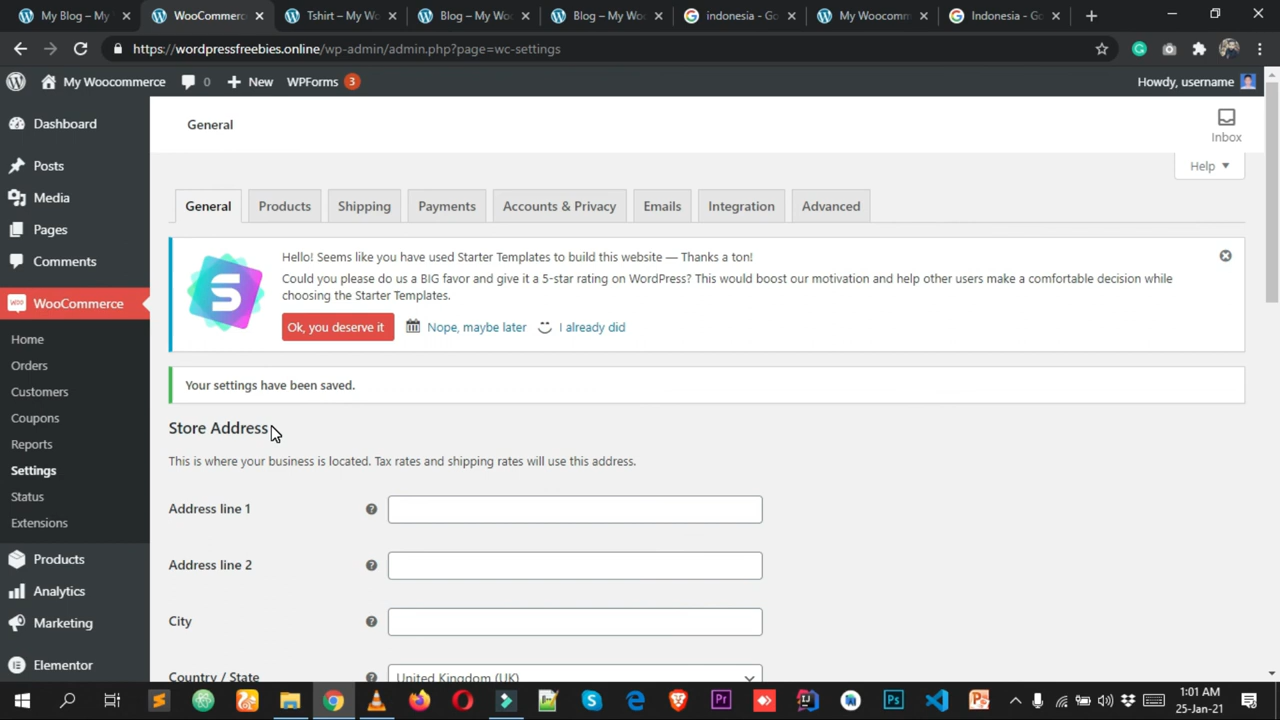 My Blog – My
WooCommerc
Tshirt – My Wo
Blog – My Woo
Blog – My Woo
indonesia - Go
My Woocomm
Indonesia - Go
https://wordpressfreebies.online/wp-admin/admin.php?page=wc-settings
My Woocommerce
0
New
WPForms 3
Howdy, username
Dashboard
Posts
Media
Pages
Comments
WooCommerce
Home
Orders
Customers
Coupons
Reports
Settings
Status
Extensions
Products
Analytics
Marketing
Elementor
General
Inbox
Help
General
Products
Shipping
Payments
Accounts & Privacy
Emails
Integration
Advanced
Hello! Seems like you have used Starter Templates to build this website — Thanks a ton!
Could you please do us a BIG favor and give it a 5-star rating on WordPress? This would boost our motivation and help other users make a comfortable decision while
choosing the Starter Templates.
Ok, you deserve it
Nope, maybe later
I already did
Your settings have been saved.
Store Address
This is where your business is located. Tax rates and shipping rates will use this address.
Address line 1
Address line 2
City
Country / State
United Kingdom (UK)
1:01 AM
25-Jan-21